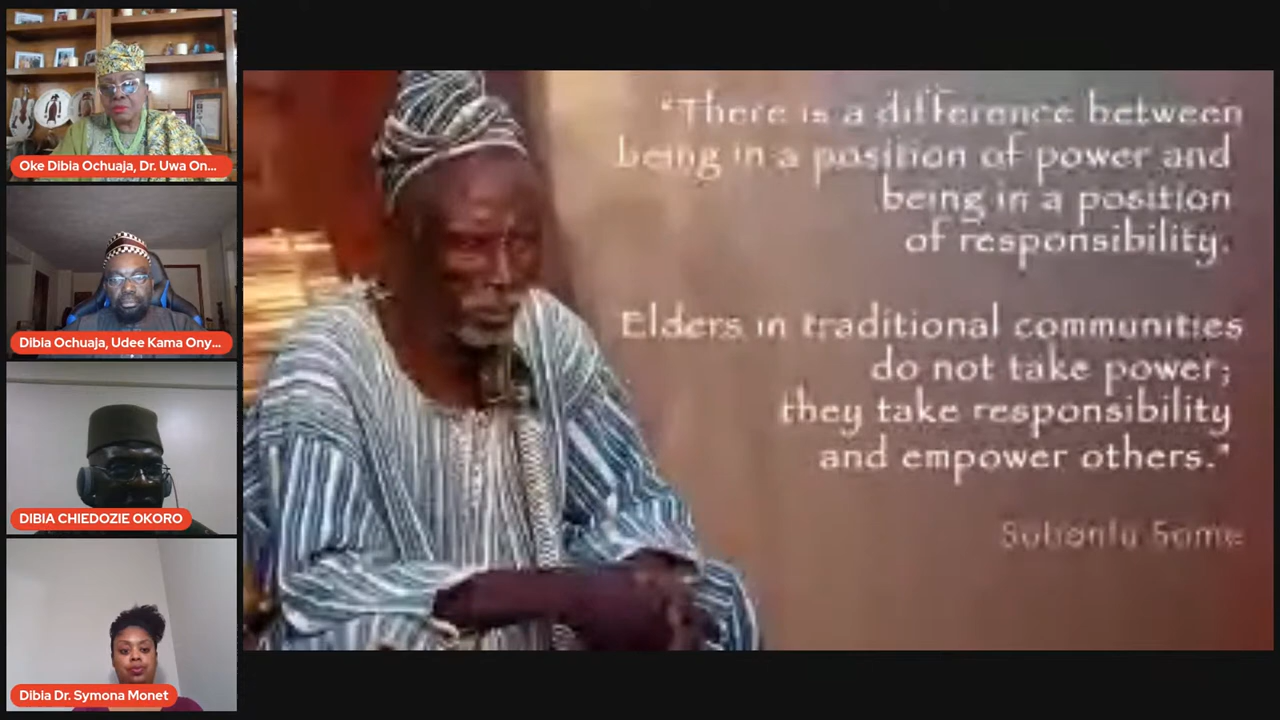 Oke Dibia Ochuaja, Dr. Uwa On...
Dibia Ochuaja, Udee Kama Ony...
DIBIA CHIEDOZIE OKORO
Dibia Dr. Symona Monet
“There is a difference between
being in a position of power and
being in a position
of responsibility.
Elders in traditional communities
do not take power;
they take responsibility
and empower others.”
Sobonfu Some